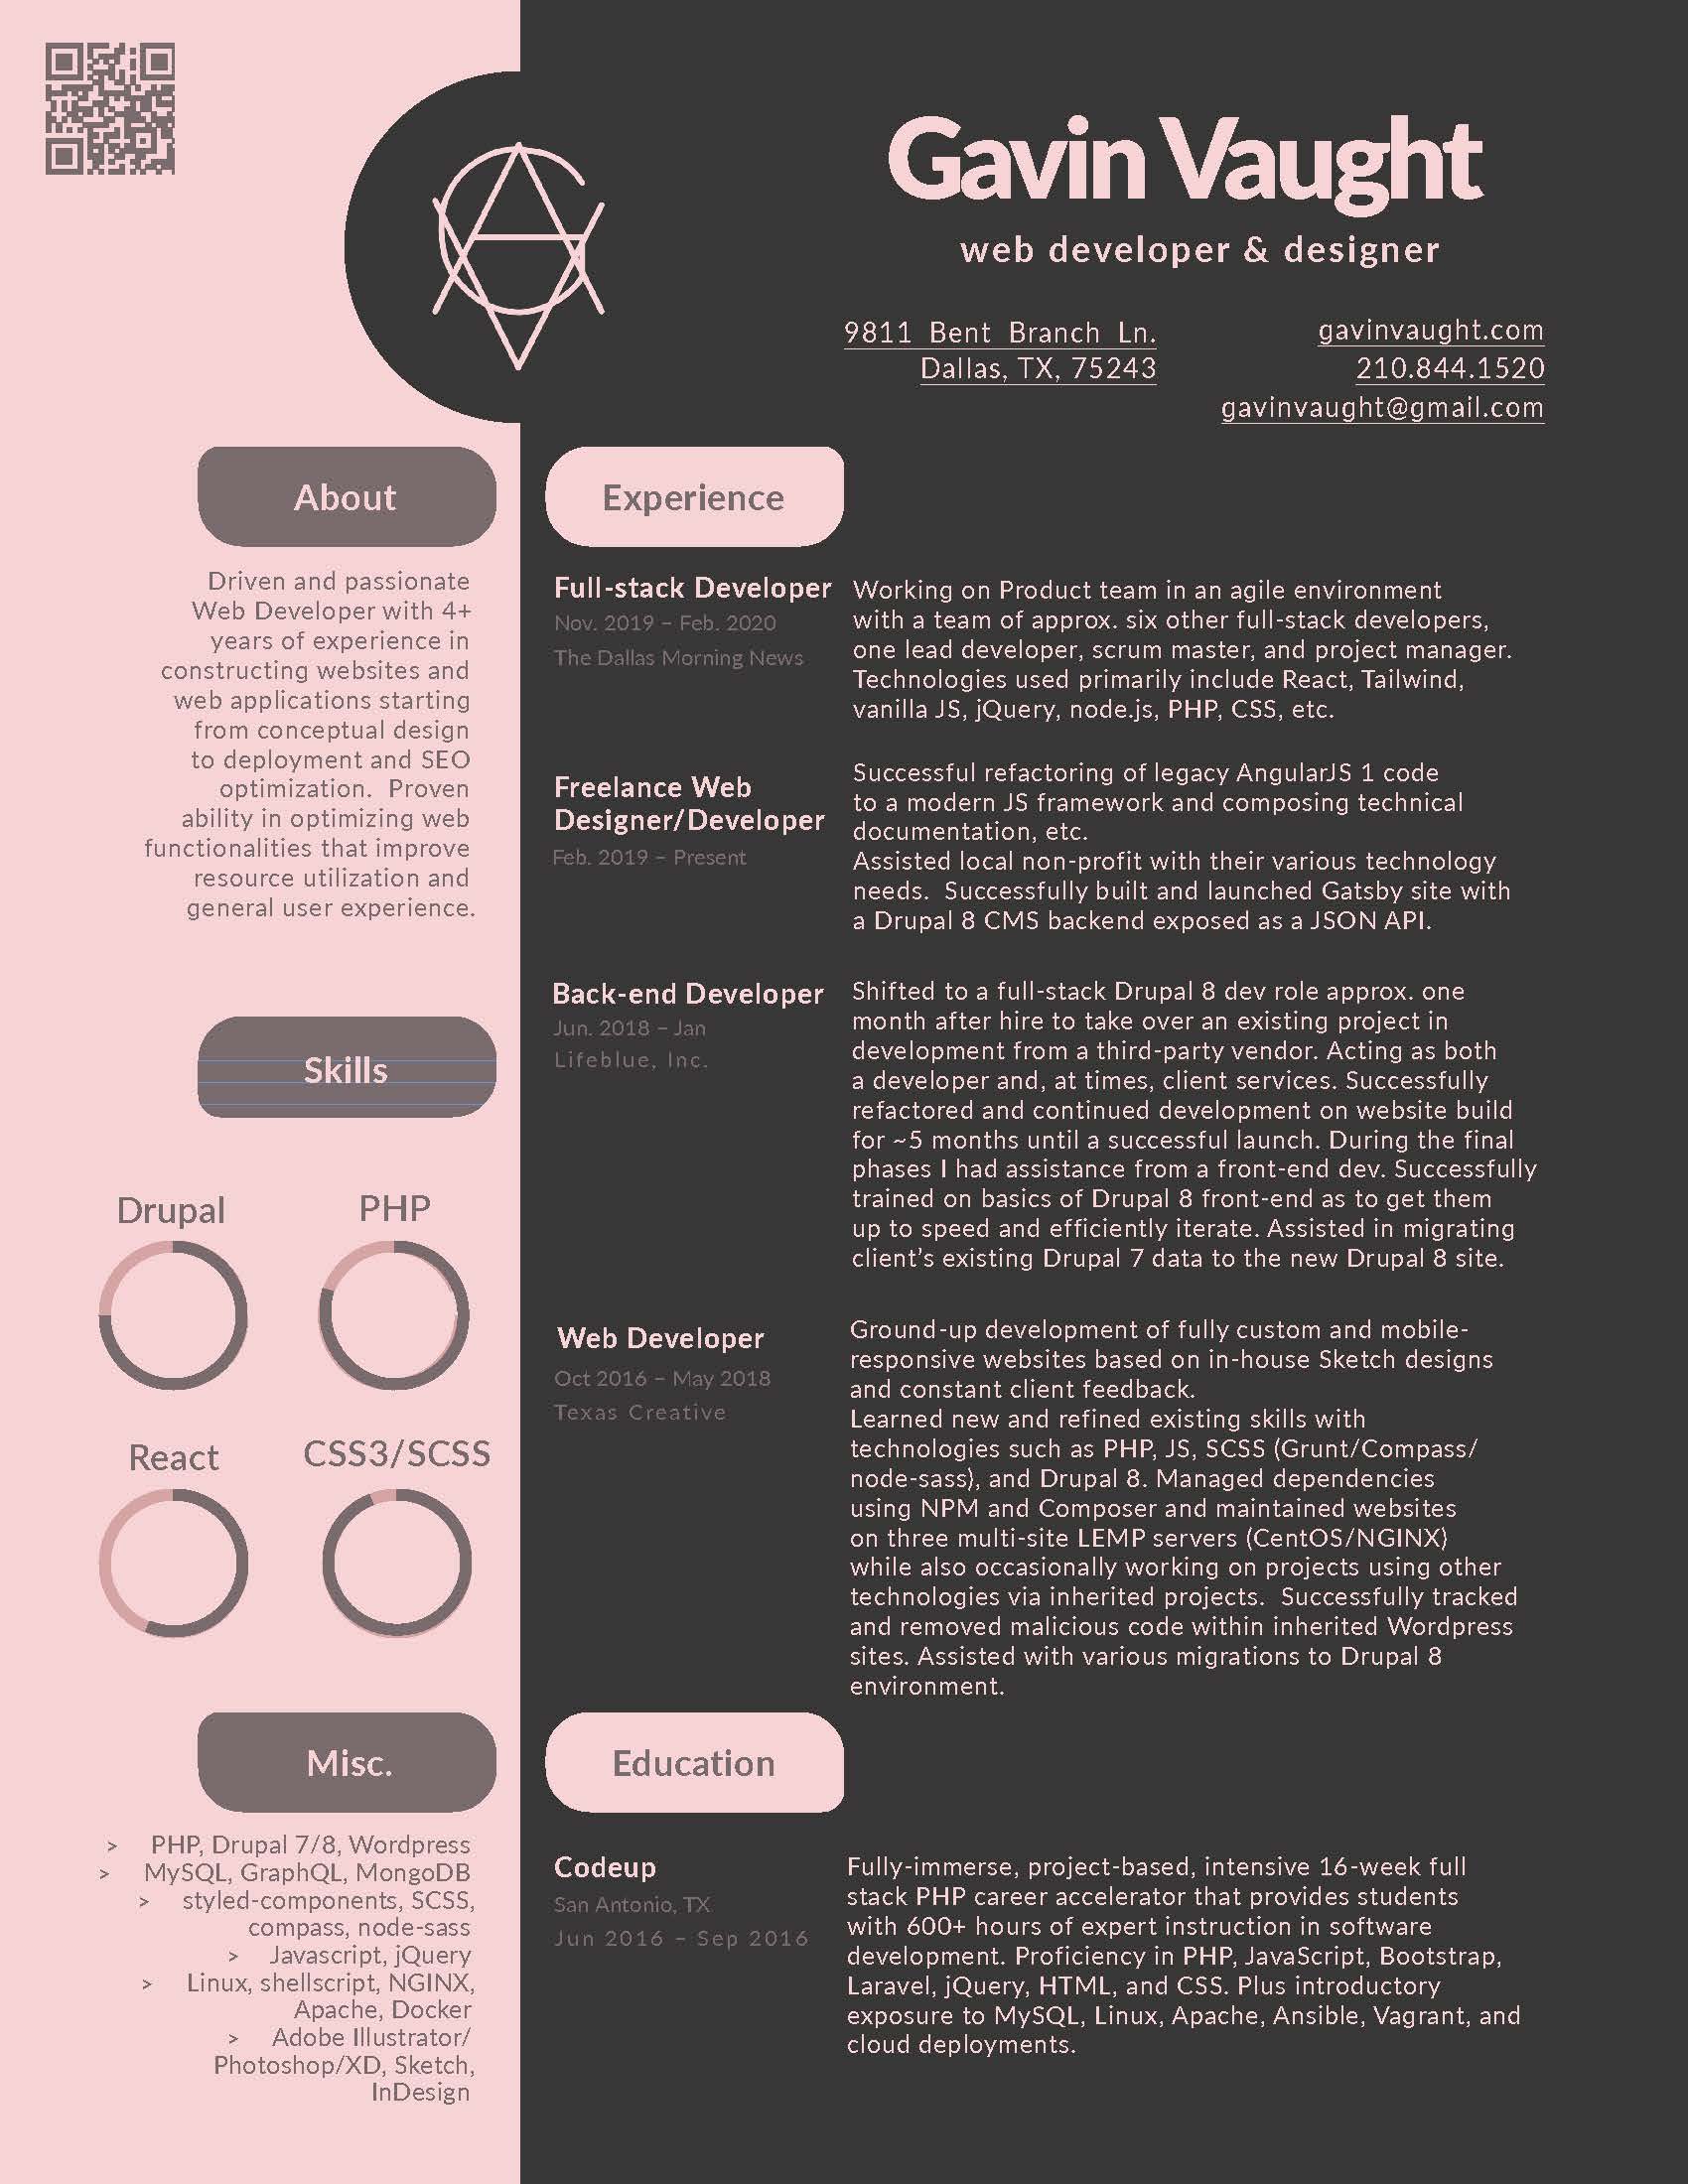 Gavin Vaught
web developer & designer
9811 Bent Branch Ln.
Dallas, TX, 75243
gavinvaught.com
210.844.1520
gavinvaught@gmail.com
About
Driven and passionate
Web Developer with 4+
years of experience in
constructing websites and
web applications starting
from conceptual design
to deployment and SEO
optimization. Proven
ability in optimizing web
functionalities that improve
resource utilization and
general user experience.
Skills
Drupal
PHP
React
CSS3/SCSS
Misc.
> PHP, Drupal 7/8, Wordpress
> MySQL, GraphQL, MongoDB
> styled-components, SCSS,
compass, node-sass
> Javascript, jQuery
> Linux, shellscript, NGINX,
Apache, Docker
> Adobe Illustrator/
Photoshop/XD, Sketch,
InDesign
Experience
Full-stack Developer
Nov. 2019 – Feb. 2020
The Dallas Morning News
Working on Product team in an agile environment
with a team of approx. six other full-stack developers,
one lead developer, scrum master, and project manager.
Technologies used primarily include React, Tailwind,
vanilla JS, jQuery, node.js, PHP, CSS, etc.
Freelance Web
Designer/Developer
Feb. 2019 – Present
Successful refactoring of legacy AngularJS 1 code
to a modern JS framework and composing technical
documentation, etc.
Assisted local non-profit with their various technology
needs. Successfully built and launched Gatsby site with
a Drupal 8 CMS backend exposed as a JSON API.
Back-end Developer
Jun. 2018 – Jan
Lifeblue, Inc.
Shifted to a full-stack Drupal 8 dev role approx. one
month after hire to take over an existing project in
development from a third-party vendor. Acting as both
a developer and, at times, client services. Successfully
refactored and continued development on website build
for ~5 months until a successful launch. During the final
phases I had assistance from a front-end dev. Successfully
trained on basics of Drupal 8 front-end as to get them
up to speed and efficiently iterate. Assisted in migrating
client's existing Drupal 7 data to the new Drupal 8 site.
Web Developer
Oct 2016 – May 2018
Texas Creative
Ground-up development of fully custom and mobile-
responsive websites based on in-house Sketch designs
and constant client feedback.
Learned new and refined existing skills with
technologies such as PHP, JS, SCSS (Grunt/Compass/
node-sass), and Drupal 8. Managed dependencies
using NPM and Composer and maintained websites
on three multi-site LEMP servers (CentOS/NGINX)
while also occasionally working on projects using other
technologies via inherited projects. Successfully tracked
and removed malicious code within inherited Wordpress
sites. Assisted with various migrations to Drupal 8
environment.
Education
Codeup
San Antonio, TX
Jun 2016 – Sep 2016
Fully-immerse, project-based, intensive 16-week full
stack PHP career accelerator that provides students
with 600+ hours of expert instruction in software
development. Proficiency in PHP, JavaScript, Bootstrap,
Laravel, jQuery, HTML, and CSS. Plus introductory
exposure to MySQL, Linux, Apache, Ansible, Vagrant, and
cloud deployments.